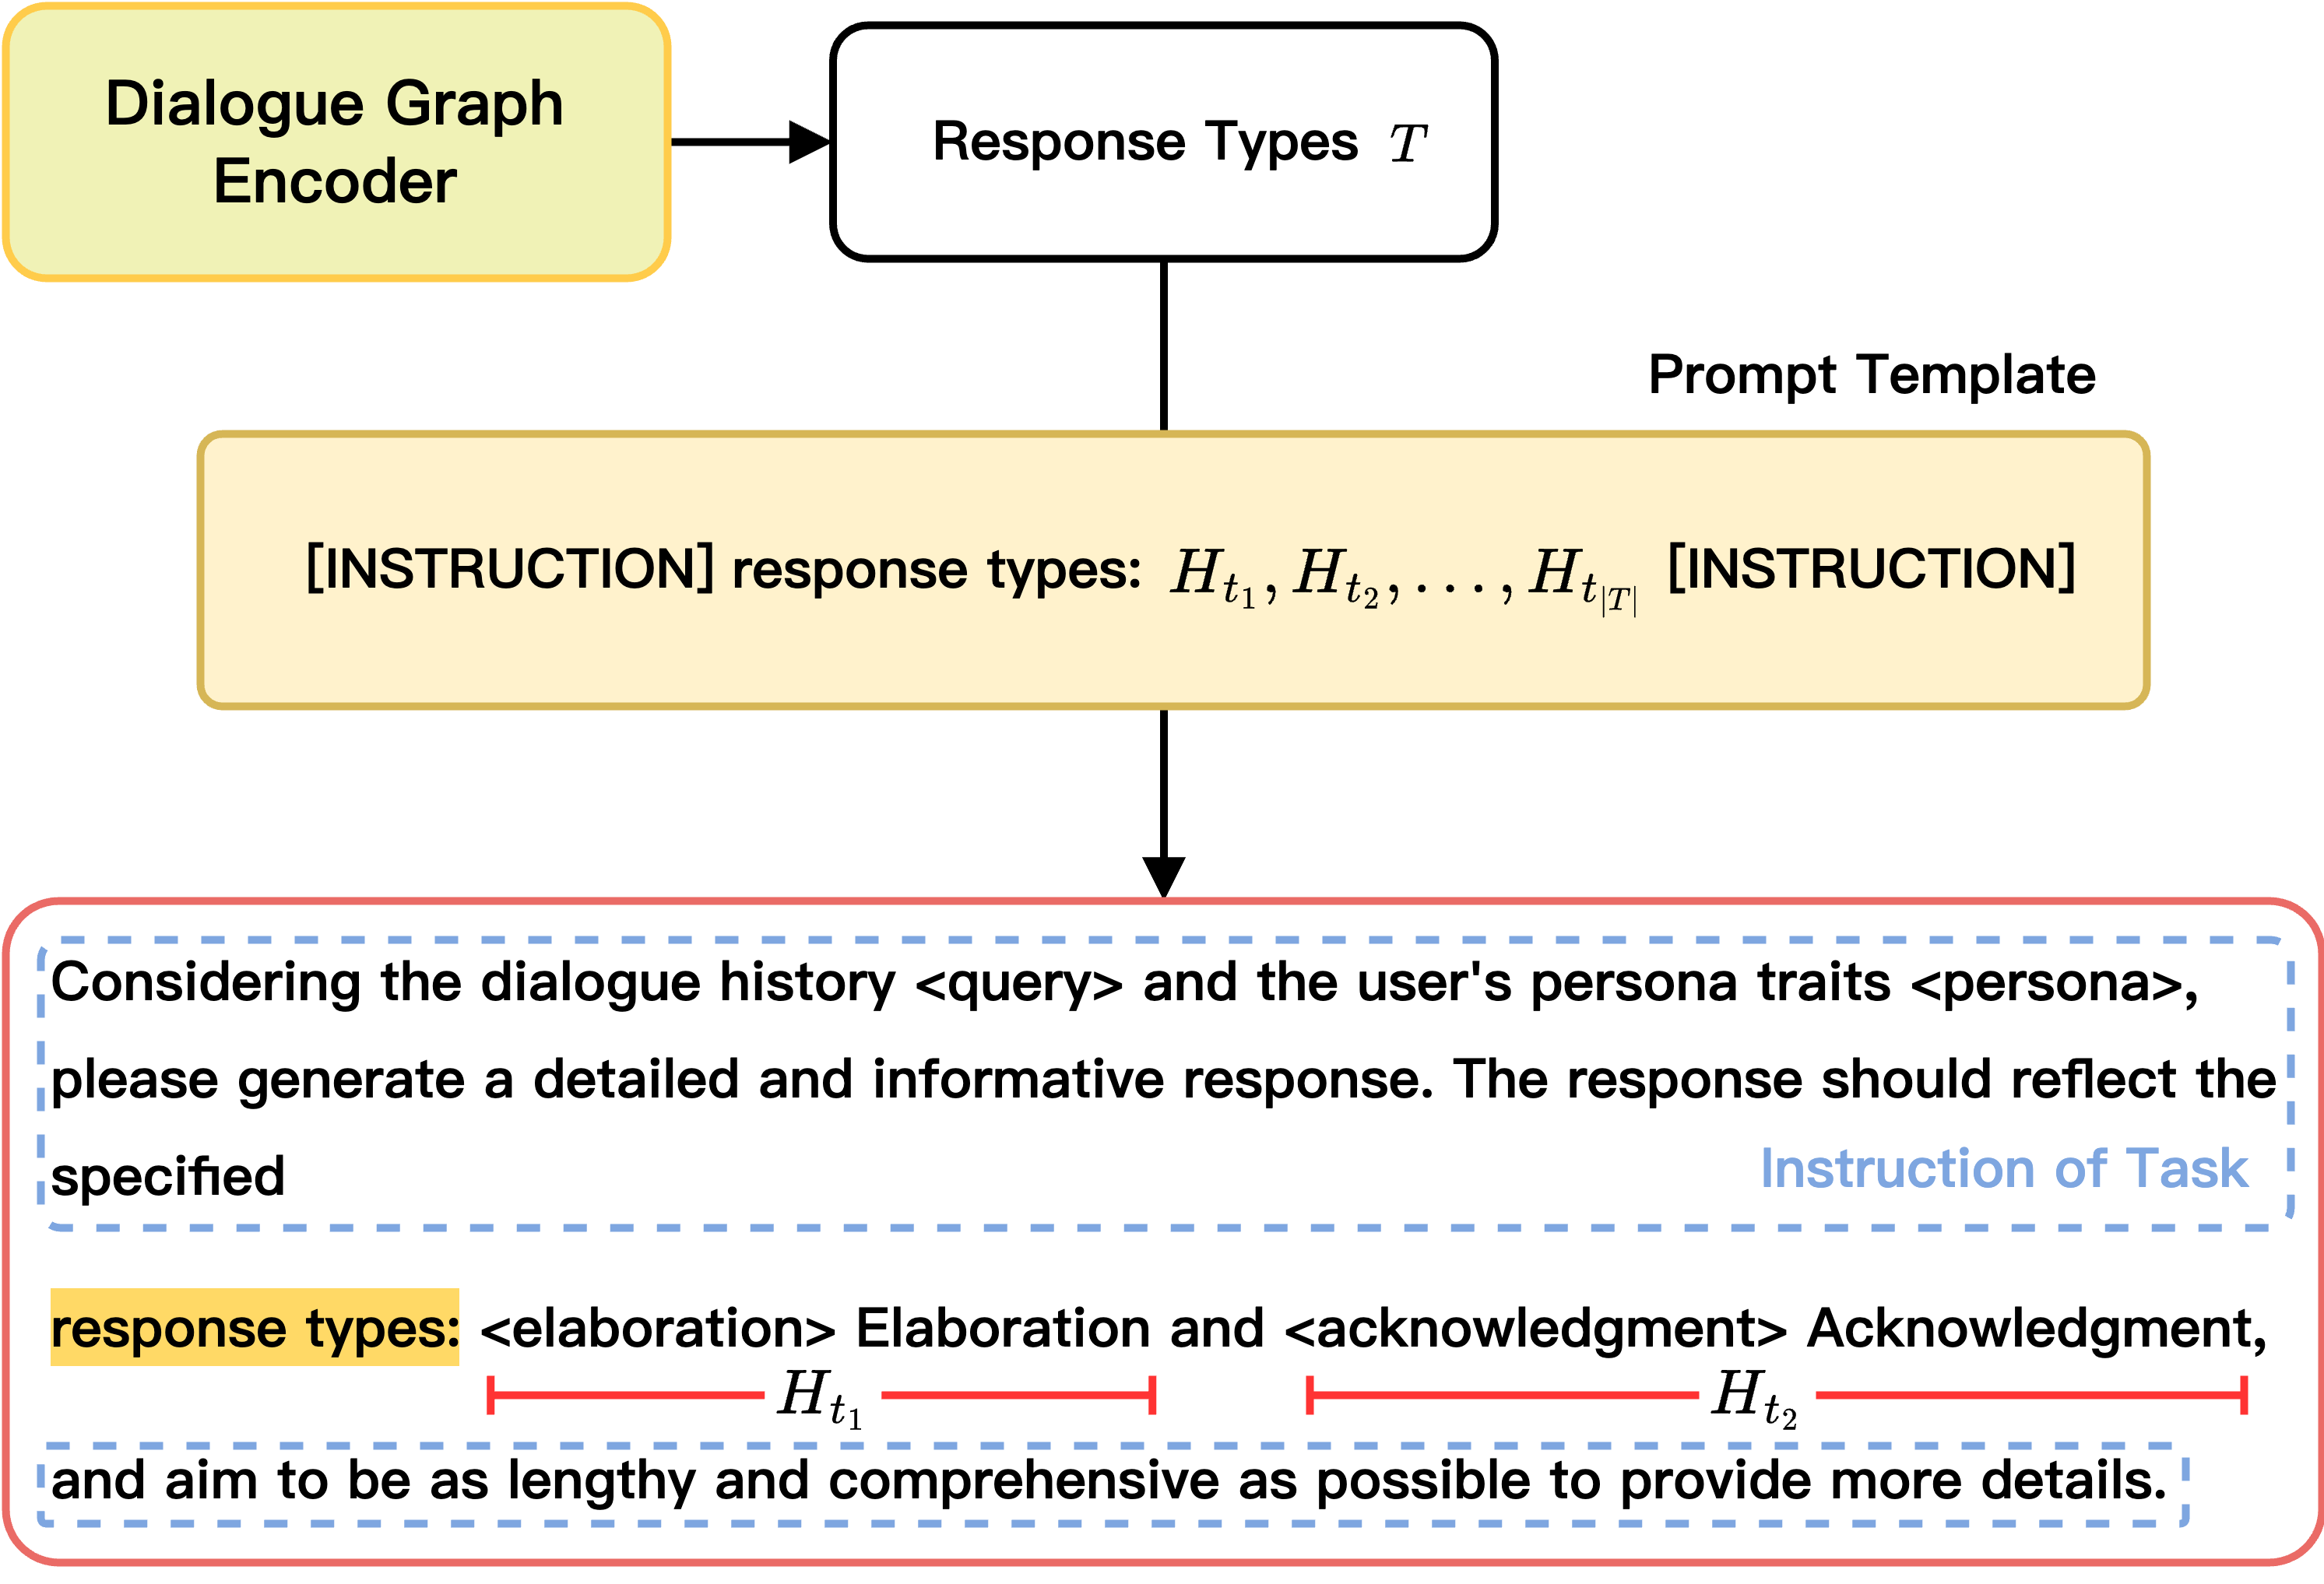 Dialogue Graph
Encoder
Response Types T
Prompt Template
[INSTRUCTION] response types: H_{t_1}, H_{t_2}, . . . , H_{t_{|T|}} [INSTRUCTION]
Considering the dialogue history <query> and the user's persona traits <persona>,
please generate a detailed and informative response. The response should reflect the
specified
Instruction of Task
response types: <elaboration> Elaboration and <acknowledgment> Acknowledgment,
H_{t_1} H_{t_2}
and aim to be as lengthy and comprehensive as possible to provide more details.